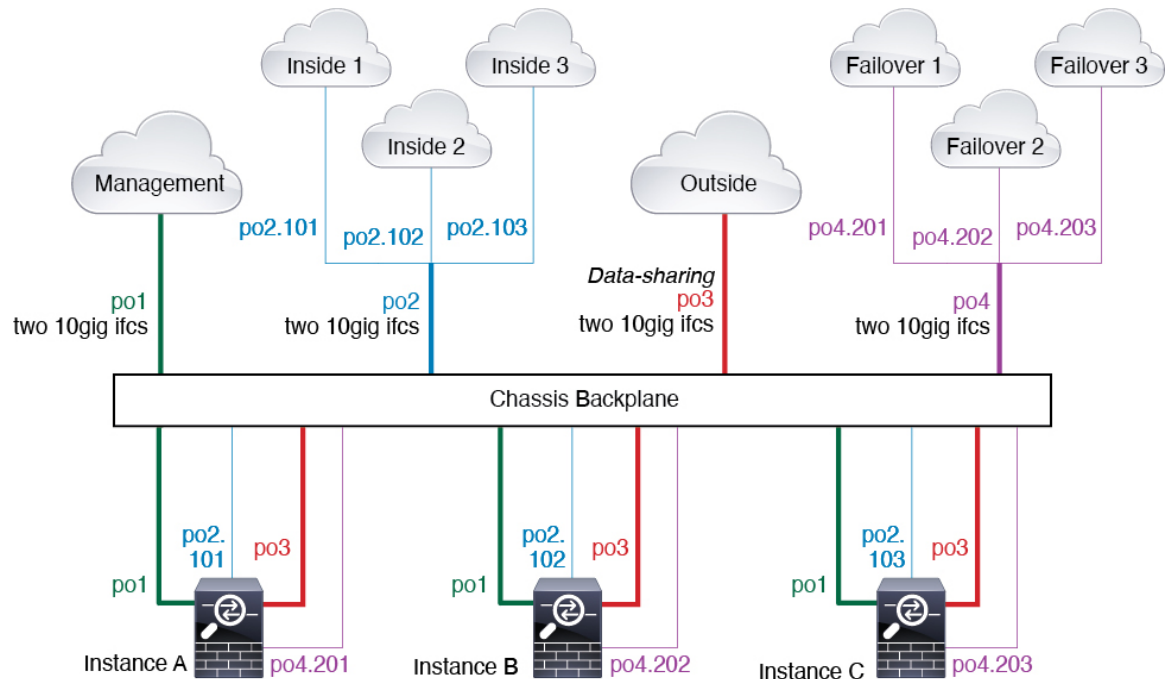 Inside 1
Inside 3
Failover 1
Failover 3
Inside 2
Failover 2
Management
Outside
po2.101
po2.102
po2.103
po4.201
po4.202
po4.203
Data-sharing
po1
two 10gig ifcs
po2
two 10gig ifcs
po3
two 10gig ifcs
po4
two 10gig ifcs
Chassis Backplane
po2.
101
po3
po1
Instance A
po4.201
po2.
102
po3
po1
Instance B
po4.202
po2.
103
po3
po1
Instance C
po4.203